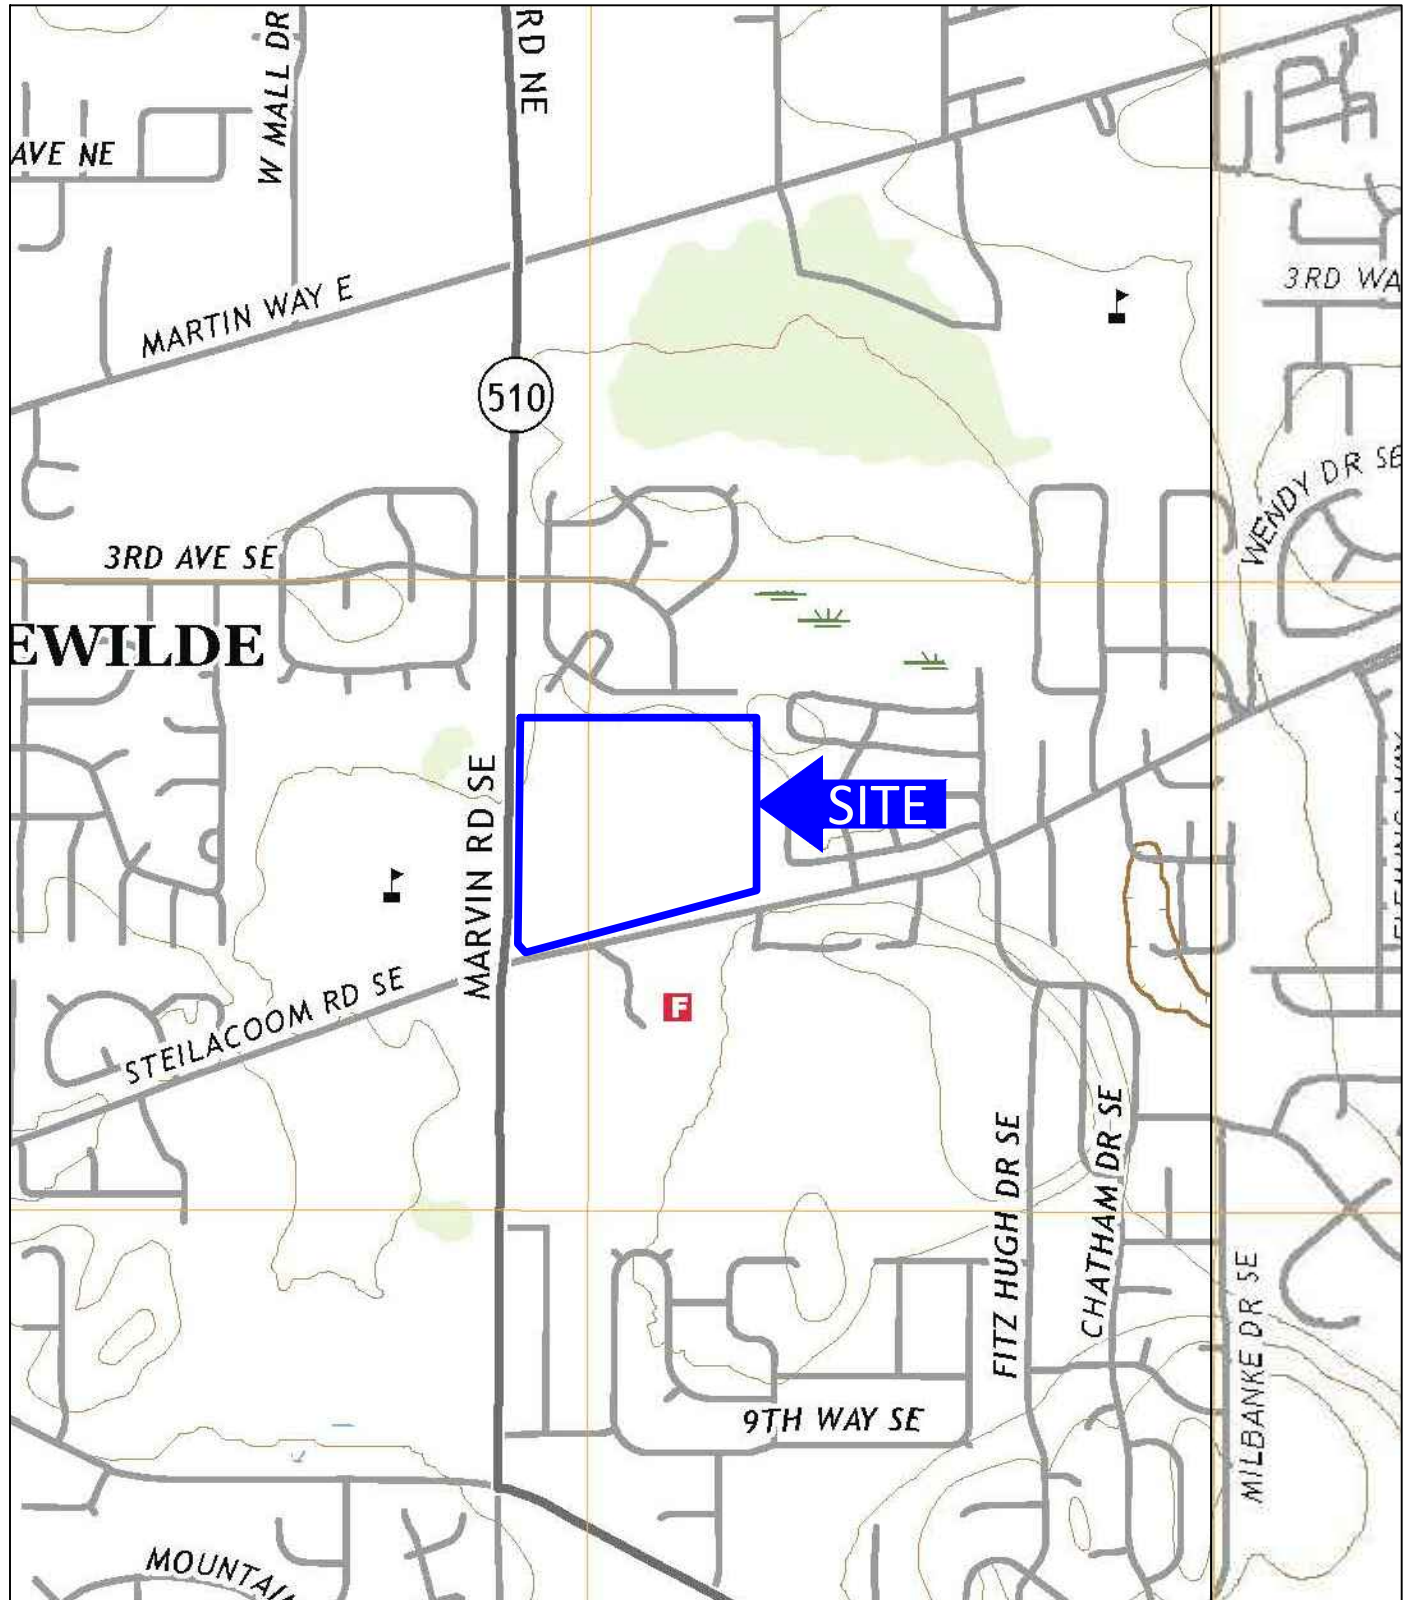 W MALL DR
RD NE
AVE NE
3RD WA
MARTIN WAY E
510
WENDY DR SE
3RD AVE SE
EWILDE
MARVIN RD SE
SITE
STEILACOOM RD SE
F
FITZ HUGH DR SE
CHATHAM DR SE
MILBANKE DR SE
9TH WAY SE
MOUNTAI